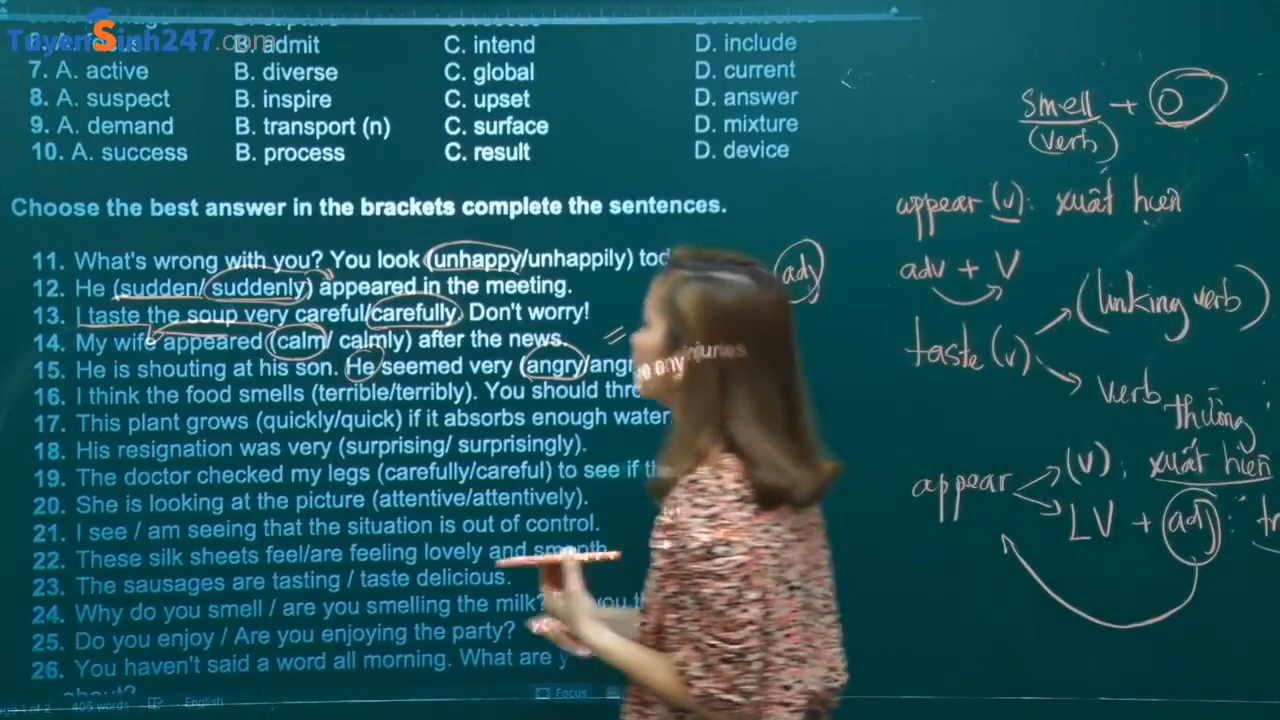 TuyenSinh247.com
B. admit C. intend D. include
7. A. active B. diverse C. global D. current
8. A. suspect B. inspire C. upset D. answer
9. A. demand B. transport (n) C. surface D. mixture
10. A. success B. process C. result D. device
Choose the best answer in the brackets complete the sentences.
11. What's wrong with you? You look (unhappy/unhappily)
12. He (sudden/ suddenly) appeared in the meeting.
13. I taste the soup very careful/carefully. Don't worry!
14. My wife appeared (calm/ calmly) after the news.
15. He is shouting at his son. He seemed very (angry/
16. I think the food smells (terrible/terribly). You should
17. This plant grows (quickly/quick) if it absorbs enough water
18. His resignation was very (surprising/ surprisingly).
19. The doctor checked my legs (carefully/careful) to see if
20. She is looking at the picture (attentive/attentively).
21. I see / am seeing that the situation is out of control.
22. These silk sheets feel/are feeling lovely and smooth
23. The sausages are tasting / taste delicious.
24. Why do you smell / are you smelling the milk?
25. Do you enjoy / Are you enjoying the party?
26. You haven't said a word all morning. What are
about?
405 words English
Focus
any injuries
adj
smell + O
(verb)
appear (v): xuất hiện
adv + V
taste (v) (linking verb)
verb thường
appear (v): xuất hiện
LV + adj: